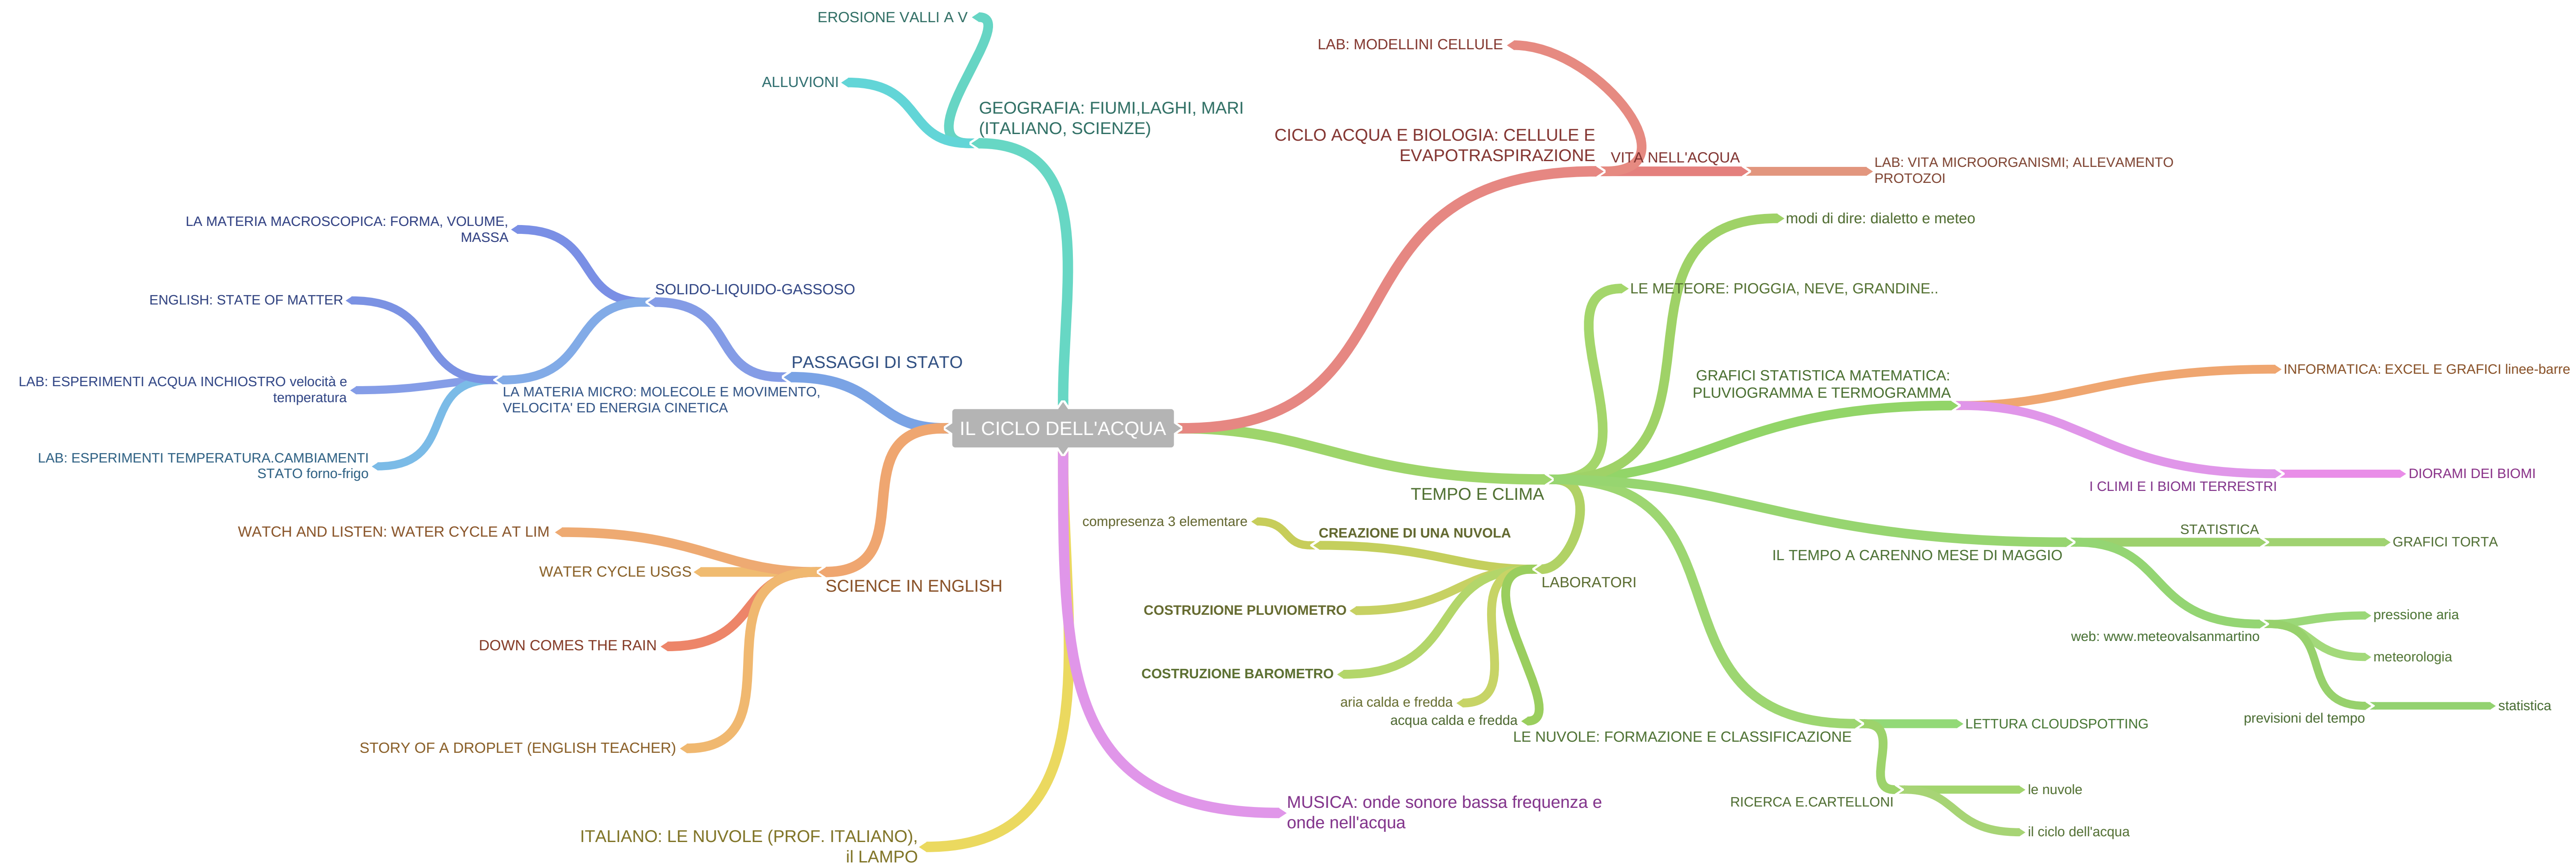 IL CICLO DELL'ACQUA
GEOGRAFIA: FIUMI,LAGHI, MARI
(ITALIANO, SCIENZE)
EROSIONE VALLI A V
ALLUVIONI
PASSAGGI DI STATO
SOLIDO-LIQUIDO-GASSOSO
LA MATERIA MACROSCOPICA: FORMA, VOLUME,
MASSA
LA MATERIA MICRO: MOLECOLE E MOVIMENTO,
VELOCITA' ED ENERGIA CINETICA
ENGLISH: STATE OF MATTER
LAB: ESPERIMENTI ACQUA INCHIOSTRO velocità e
temperatura
LAB: ESPERIMENTI TEMPERATURA.CAMBIAMENTI
STATO forno-frigo
SCIENCE IN ENGLISH
WATCH AND LISTEN: WATER CYCLE AT LIM
WATER CYCLE USGS
DOWN COMES THE RAIN
STORY OF A DROPLET (ENGLISH TEACHER)
ITALIANO: LE NUVOLE (PROF. ITALIANO),
il LAMPO
CICLO ACQUA E BIOLOGIA: CELLULE E
EVAPOTRASPIRAZIONE
LAB: MODELLINI CELLULE
VITA NELL'ACQUA
LAB: VITA MICROORGANISMI; ALLEVAMENTO
PROTOZOI
TEMPO E CLIMA
modi di dire: dialetto e meteo
LE METEORE: PIOGGIA, NEVE, GRANDINE..
GRAFICI STATISTICA MATEMATICA:
PLUVIOGRAMMA E TERMOGRAMMA
INFORMATICA: EXCEL E GRAFICI linee-barre
I CLIMI E I BIOMI TERRESTRI
DIORAMI DEI BIOMI
IL TEMPO A CARENNO MESE DI MAGGIO
STATISTICA
GRAFICI TORTA
web: www.meteovalsanmartino
pressione aria
meteorologia
previsioni del tempo
statistica
LE NUVOLE: FORMAZIONE E CLASSIFICAZIONE
LETTURA CLOUDSPOTTING
RICERCA E.CARTELLONI
le nuvole
il ciclo dell'acqua
LABORATORI
CREAZIONE DI UNA NUVOLA
compresenza 3 elementare
COSTRUZIONE PLUVIOMETRO
COSTRUZIONE BAROMETRO
aria calda e fredda
acqua calda e fredda
MUSICA: onde sonore bassa frequenza e
onde nell'acqua